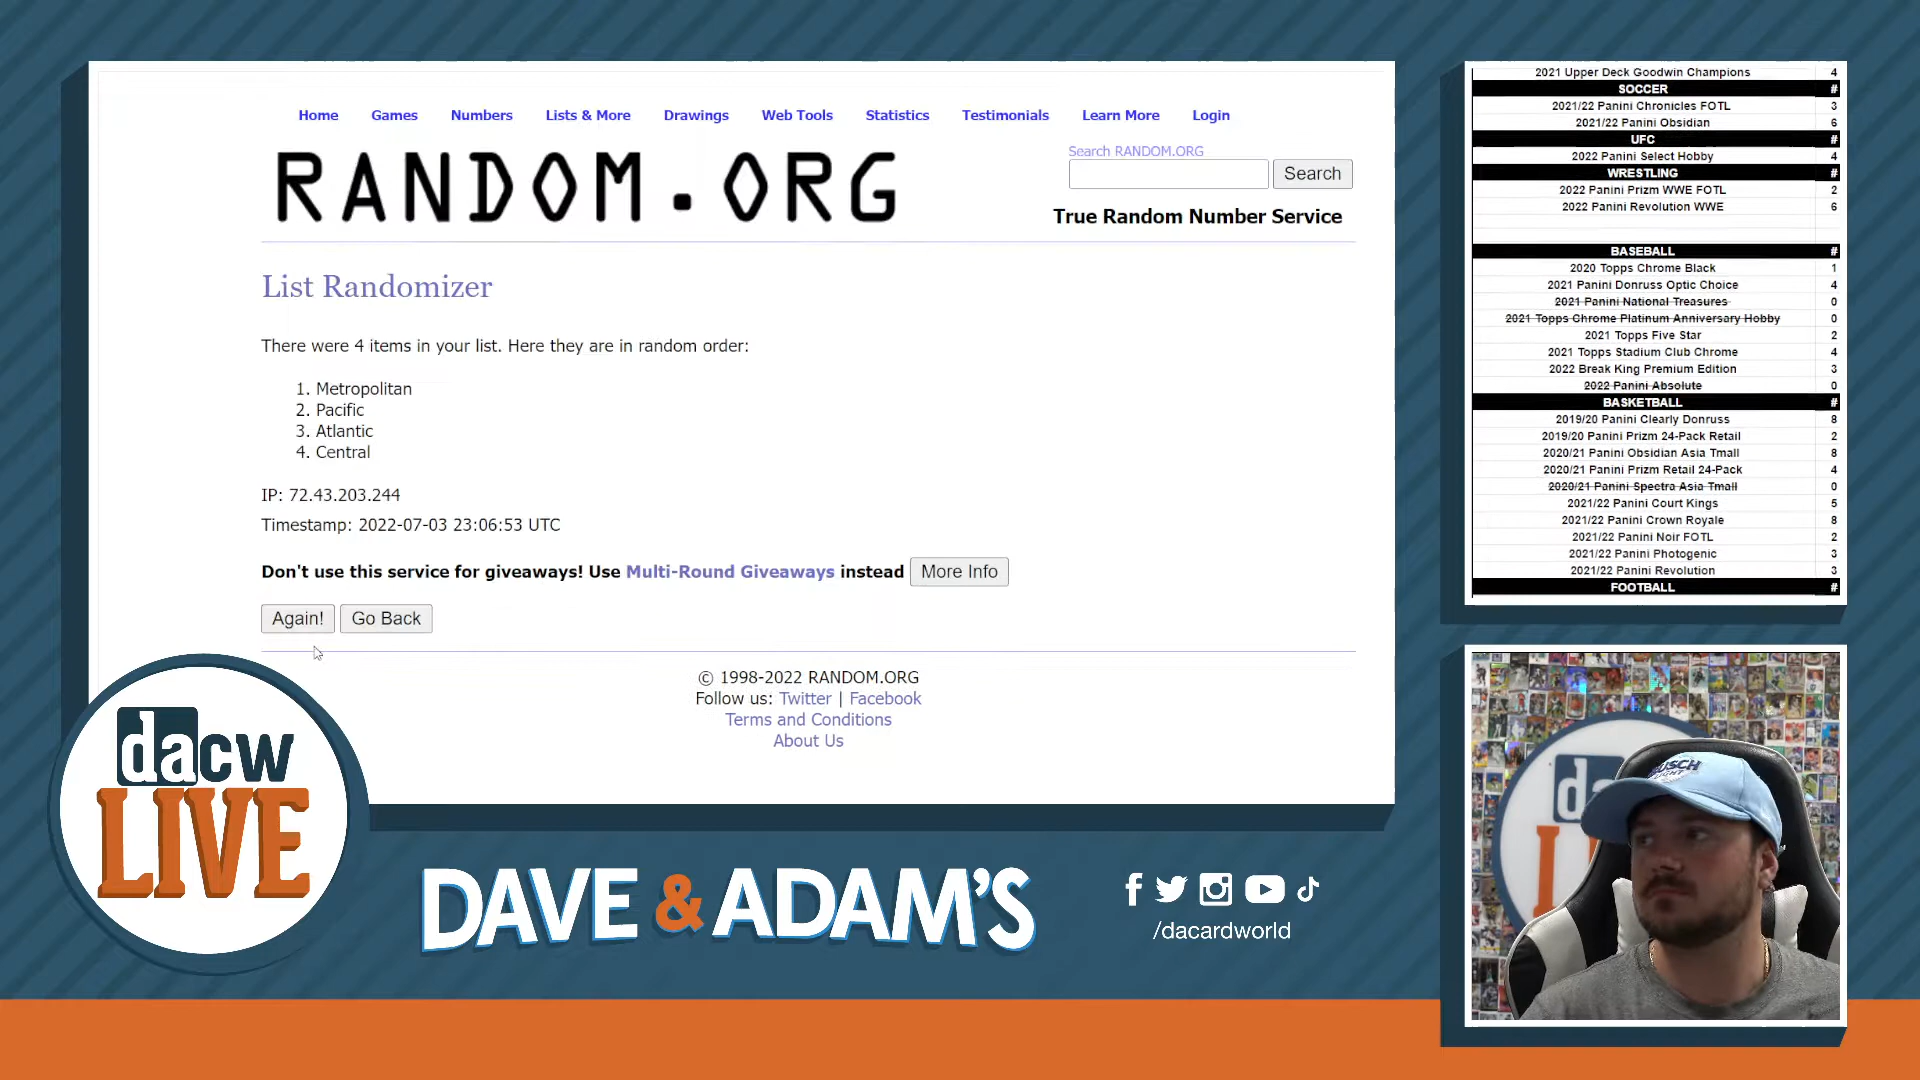 Home Games Numbers Lists & More Drawings Web Tools Statistics Testimonials Learn More Login
RANDOM.ORG
Search RANDOM.ORG
Search
True Random Number Service
List Randomizer
There were 4 items in your list. Here they are in random order:
1. Metropolitan
2. Pacific
3. Atlantic
4. Central
IP: 72.43.203.244
Timestamp: 2022-07-03 23:06:53 UTC
Don't use this service for giveaways! Use Multi-Round Giveaways instead More Info
Again! Go Back
© 1998-2022 RANDOM.ORG
Follow us: Twitter | Facebook
Terms and Conditions
About Us
dacw
LIVE
DAVE & ADAM'S
/dacardworld
2021 Upper Deck Goodwin Champions 4
SOCCER #
2021/22 Panini Chronicles FOTL 3
2021/22 Panini Obsidian 6
UFC #
2022 Panini Select Hobby 4
WRESTLING #
2022 Panini Prizm WWE FOTL 2
2022 Panini Revolution WWE 6
BASEBALL #
2020 Topps Chrome Black 1
2021 Panini Donruss Optic Choice 4
2021 Panini National Treasures 0
2021 Topps Chrome Platinum Anniversary Hobby 0
2021 Topps Five Star 2
2021 Topps Stadium Club Chrome 4
2022 Break King Premium Edition 3
2022 Panini Absolute 0
BASKETBALL #
2019/20 Panini Clearly Donruss 8
2019/20 Panini Prizm 24-Pack Retail 2
2020/21 Panini Obsidian Asia Tmall 8
2020/21 Panini Prizm Retail 24-Pack 4
2020/21 Panini Spectra Asia Tmall 0
2021/22 Panini Court Kings 5
2021/22 Panini Crown Royale 8
2021/22 Panini Noir FOTL 2
2021/22 Panini Photogenic 3
2021/22 Panini Revolution 3
FOOTBALL #
BUSCH
LIGHT
da